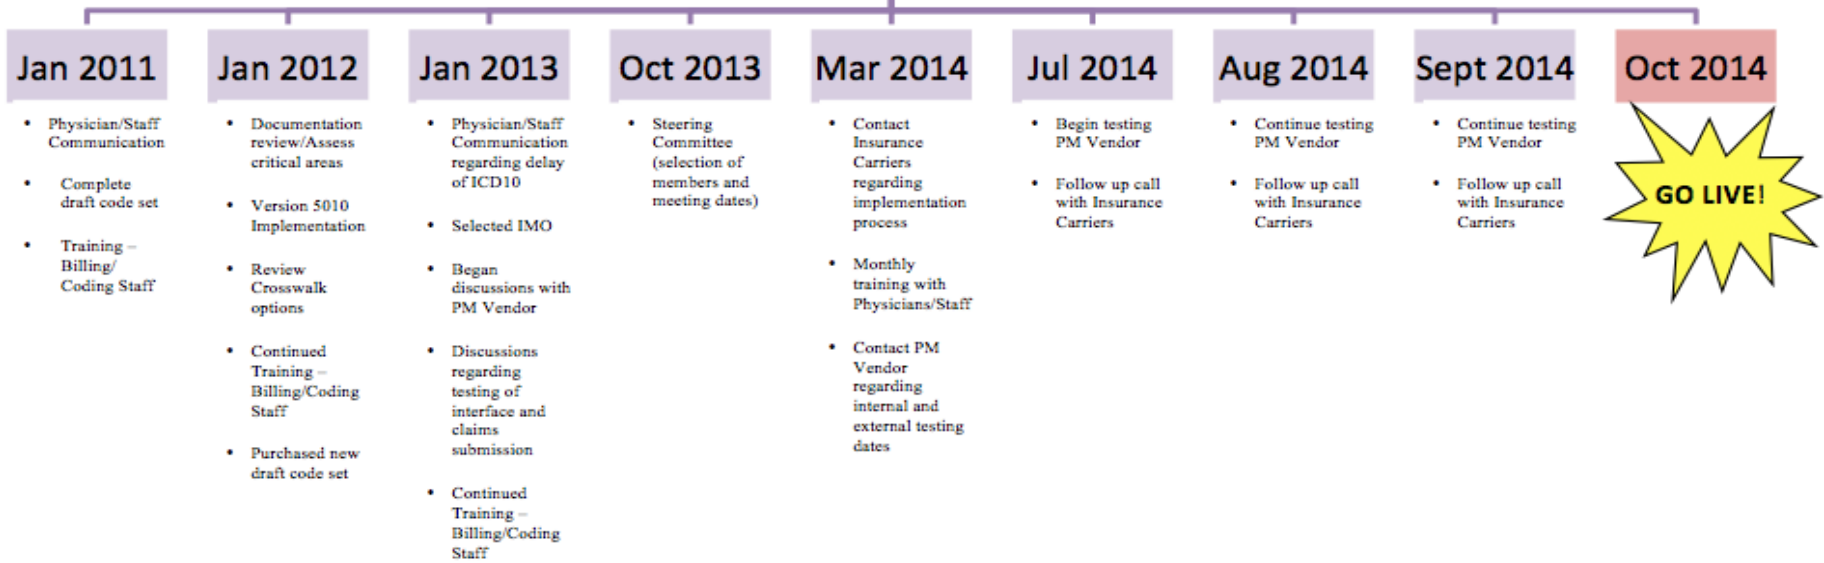 Jan 2011
• Physician/Staff
Communication
• Complete
draft code set
• Training –
Billing/
Coding Staff
Jan 2012
• Documentation
review/Assess
critical areas
• Version 5010
Implementation
• Review
Crosswalk
options
• Continued
Training –
Billing/Coding
Staff
• Purchased new
draft code set
Jan 2013
• Physician/Staff
Communication
regarding delay
of ICD10
• Selected IMO
• Began
discussions with
PM Vendor
• Discussions
regarding
testing of
interface and
claims
submission
• Continued
Training –
Billing/Coding
Staff
Oct 2013
• Steering
Committee
(selection of
members and
meeting dates)
Mar 2014
• Contact
Insurance
Carriers
regarding
implementation
process
• Monthly
training with
Physicians/Staff
• Contact PM
Vendor
regarding
internal and
external testing
dates
Jul 2014
• Begin testing
PM Vendor
• Follow up call
with Insurance
Carriers
Aug 2014
• Continue testing
PM Vendor
• Follow up call
with Insurance
Carriers
Sept 2014
• Continue testing
PM Vendor
• Follow up call
with Insurance
Carriers
Oct 2014
GO LIVE!